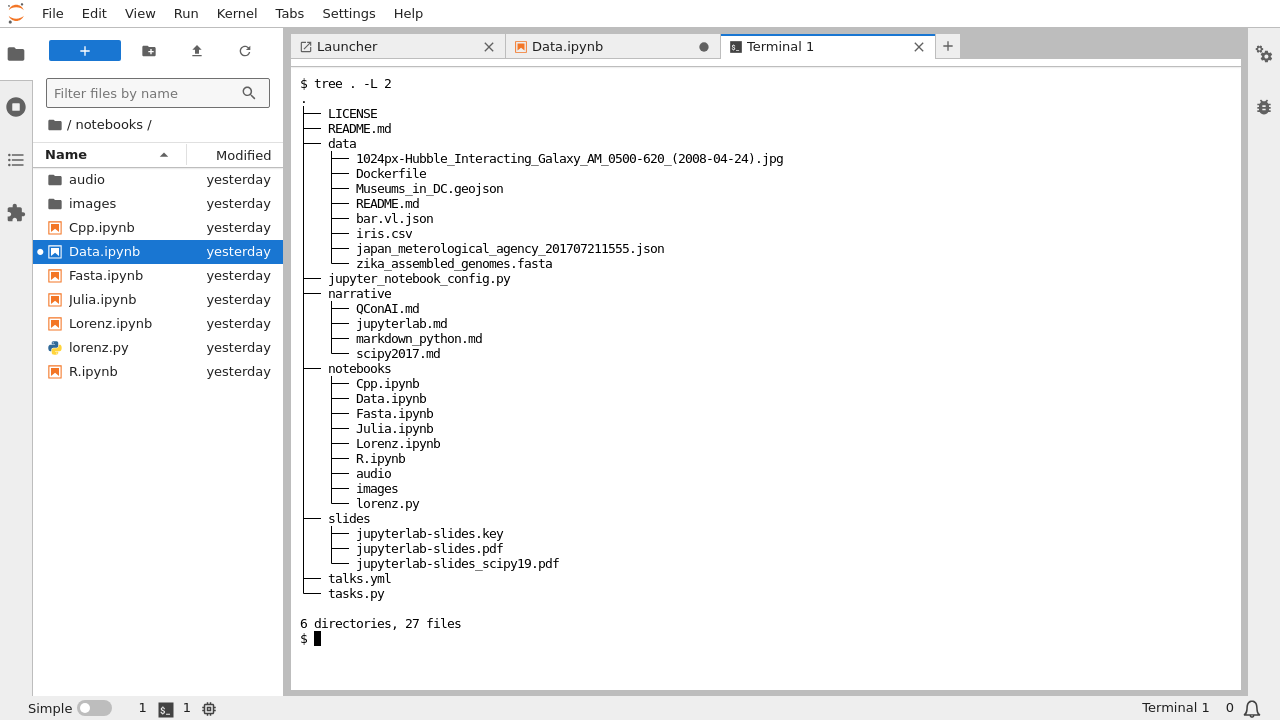 File Edit View Run Kernel Tabs Settings Help
Filter files by name
/ notebooks /
Name Modified
audio yesterday
images yesterday
Cpp.ipynb yesterday
Data.ipynb yesterday
Fasta.ipynb yesterday
Julia.ipynb yesterday
Lorenz.ipynb yesterday
lorenz.py yesterday
R.ipynb yesterday
Launcher Data.ipynb Terminal 1
$ tree . -L 2
.
├── LICENSE
├── README.md
├── data
│   ├── 1024px-Hubble_Interacting_Galaxy_AM_0500-620_(2008-04-24).jpg
│   ├── Dockerfile
│   ├── Museums_in_DC.geojson
│   ├── README.md
│   ├── bar.vl.json
│   ├── iris.csv
│   ├── japan_meterological_agency_201707211555.json
│   └── zika_assembled_genomes.fasta
├── jupyter_notebook_config.py
├── narrative
│   ├── QConAI.md
│   ├── jupyterlab.md
│   ├── markdown_python.md
│   └── scipy2017.md
├── notebooks
│   ├── Cpp.ipynb
│   ├── Data.ipynb
│   ├── Fasta.ipynb
│   ├── Julia.ipynb
│   ├── Lorenz.ipynb
│   ├── R.ipynb
│   ├── audio
│   ├── images
│   └── lorenz.py
├── slides
│   ├── jupyterlab-slides.key
│   ├── jupyterlab-slides.pdf
│   └── jupyterlab-slides_scipy19.pdf
├── talks.yml
└── tasks.py
6 directories, 27 files
$
Simple 1 $_ 1 Terminal 1 0